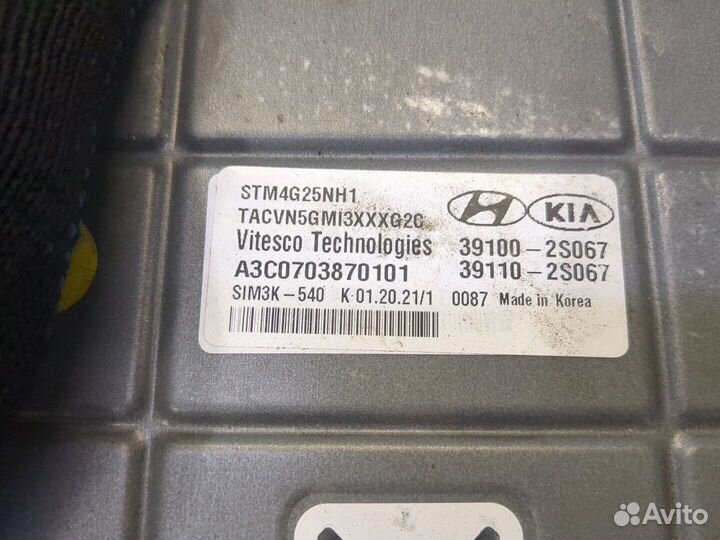 STM4G25NH1
TACVN5GMI3XXXG2C
KIA
Vitesco Technologies 39100-2S067
A3C0703870101 39110-2S067
SIM3K-540 K 01.20.21/1 0087 Made in Korea
Avito